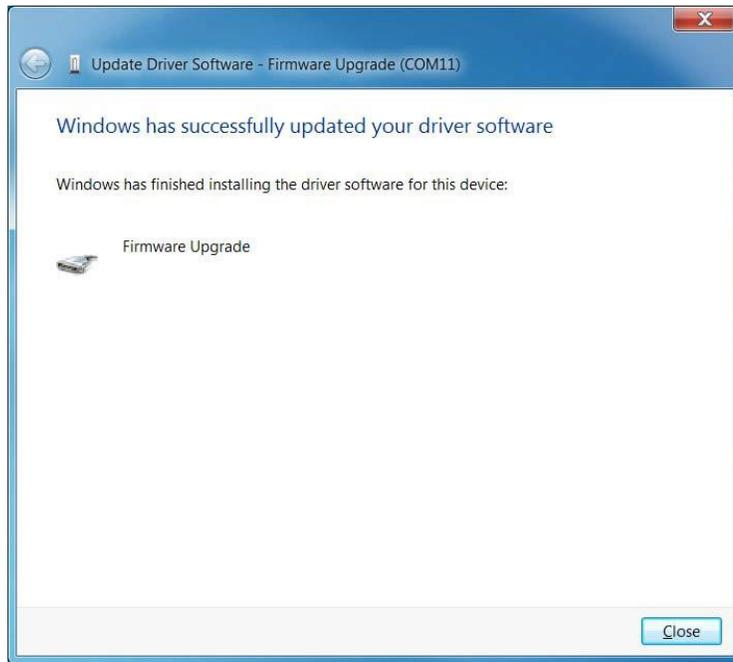 Update Driver Software - Firmware Upgrade (COM11)
Windows has successfully updated your driver software
Windows has finished installing the driver software for this device:
Firmware Upgrade
Close